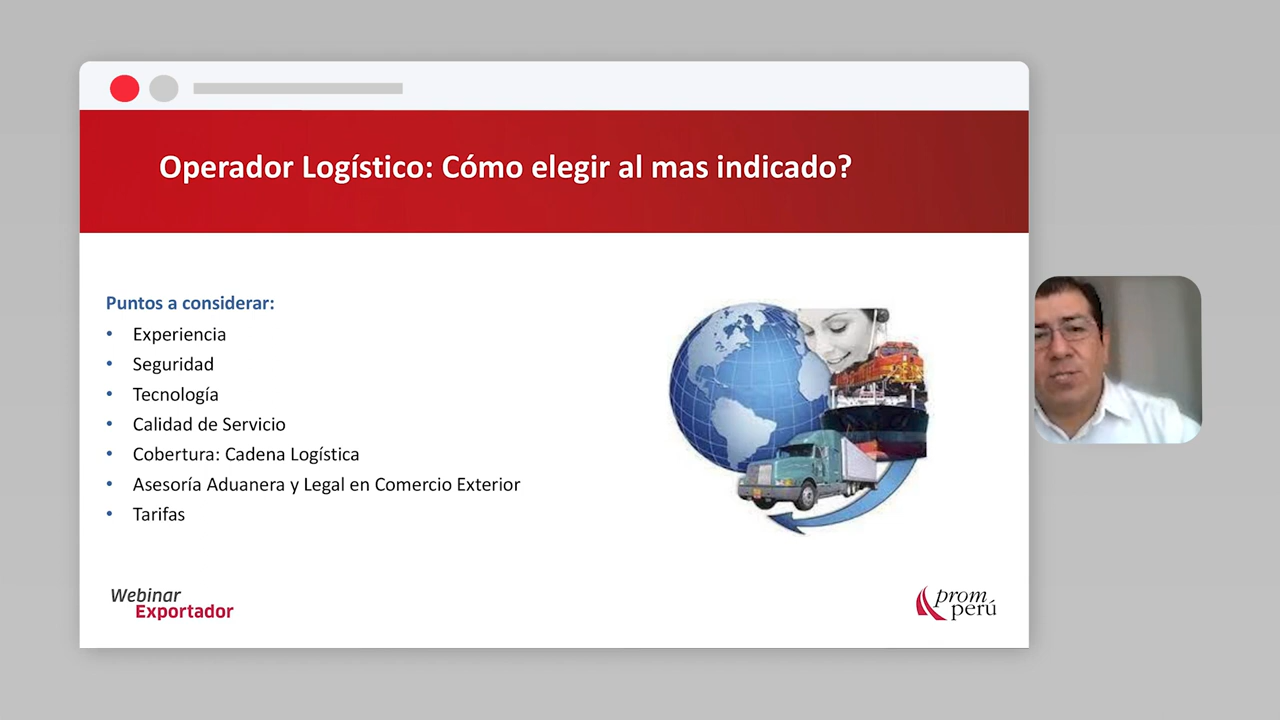 Operador Logístico: Cómo elegir al mas indicado?
Puntos a considerar:
• Experiencia
• Seguridad
• Tecnología
• Calidad de Servicio
• Cobertura: Cadena Logística
• Asesoría Aduanera y Legal en Comercio Exterior
• Tarifas
Webinar
Exportador
prom
perú